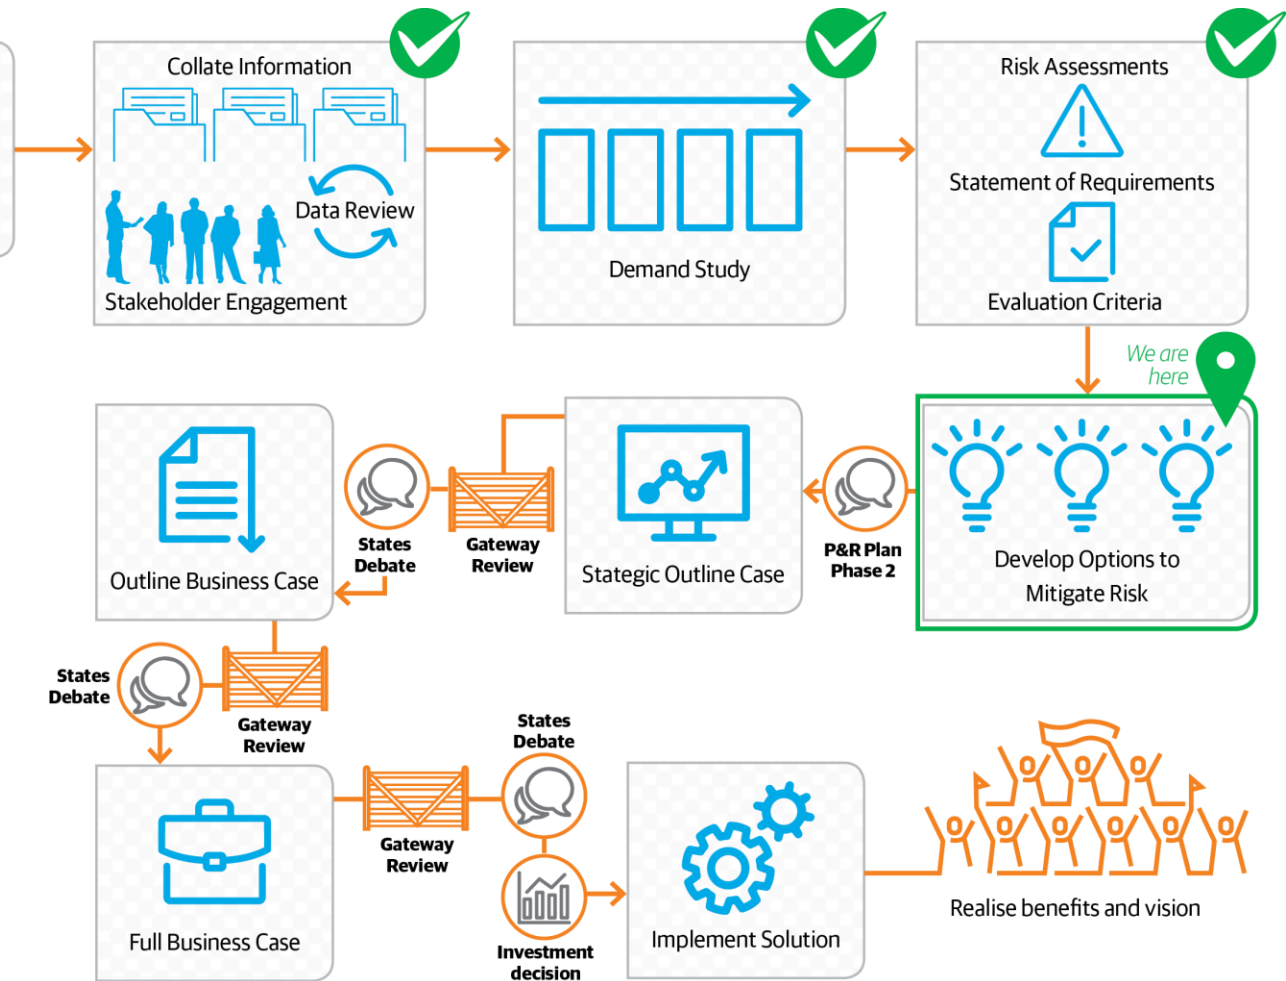 Collate Information
Data Review
Stakeholder Engagement
Demand Study
Risk Assessments
Statement of Requirements
Evaluation Criteria
We are
here
Develop Options to
Mitigate Risk
P&R Plan
Phase 2
Stategic Outline Case
Gateway
Review
States
Debate
Outline Business Case
Gateway
Review
States
Debate
Full Business Case
Gateway
Review
States
Debate
Investment
decision
Implement Solution
Realise benefits and vision